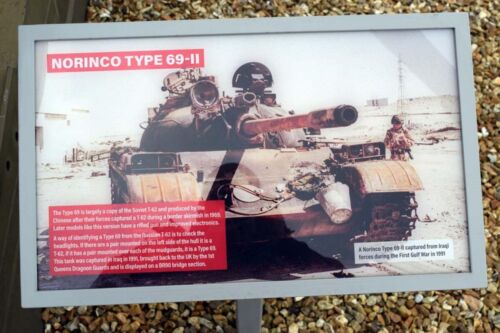 NORINCO TYPE 69-II
The Type 69 is largely a copy of the Soviet T-62 and produced by the
Chinese after their forces captured a T-62 during a border skirmish in 1969.
Later models like this version have a rifled gun and improved electronics.
A way of identifying a Type 69 from the Russian T-62 is to check the
headlights. If there are a pair mounted on the left side of the hull it is a
T-62, if it has a pair mounted over each of the mudguards, it is a Type 69.
This tank was captured in Iraq in 1991, brought back to the UK by the 1st
Queens Dragoon Guards and is displayed on a BR90 bridge section.
A Norinco Type 69-II captured from Iraqi
forces during the First Gulf War in 1991